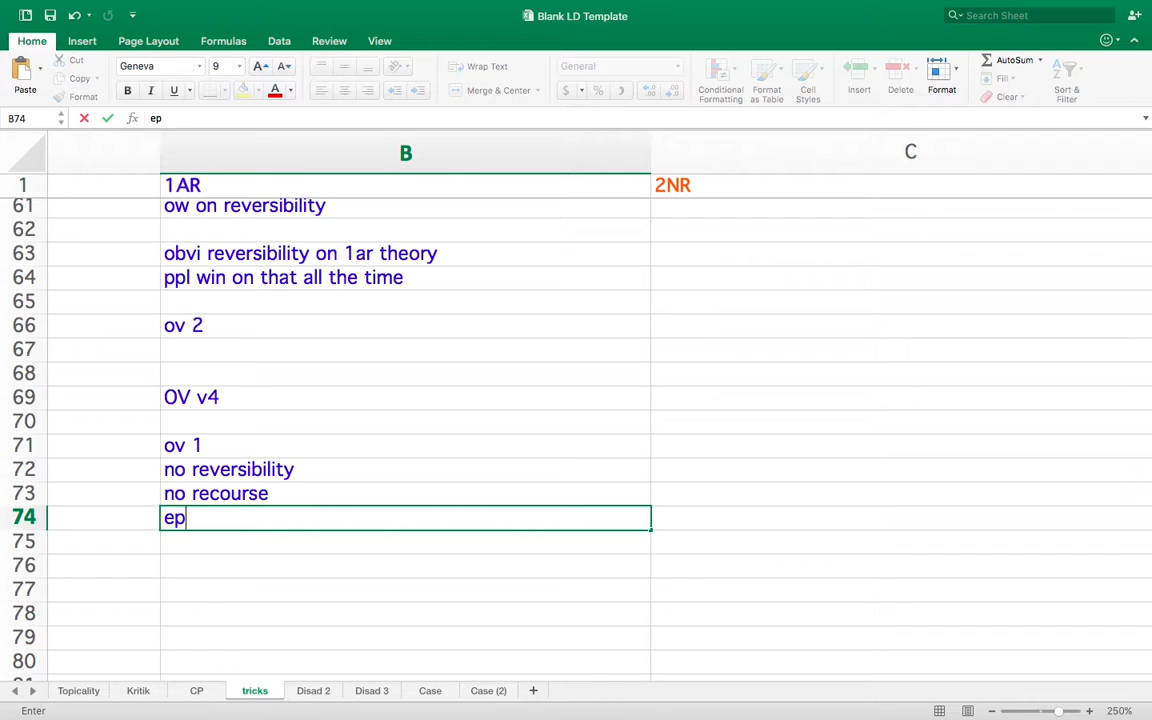 Blank LD Template
Search Sheet
Home Insert Page Layout Formulas Data Review View
Paste
Cut
Copy
Format
Geneva 9 A A
B I U A
Wrap Text
Merge & Center
General
$ %
Conditional Formatting
Format as Table
Cell Styles
Insert
Delete
Format
AutoSum
Fill
Clear
Sort & Filter
B74 fx ep
B C
1 1AR 2NR
61 ow on reversibility
62
63 obvi reversibility on 1ar theory
64 ppl win on that all the time
65
66 ov 2
67
68
69 OV v4
70
71 ov 1
72 no reversibility
73 no recourse
74 ep
75
76
77
78
79
80
Topicality Kritik CP tricks Disad 2 Disad 3 Case Case (2)
Enter 250%